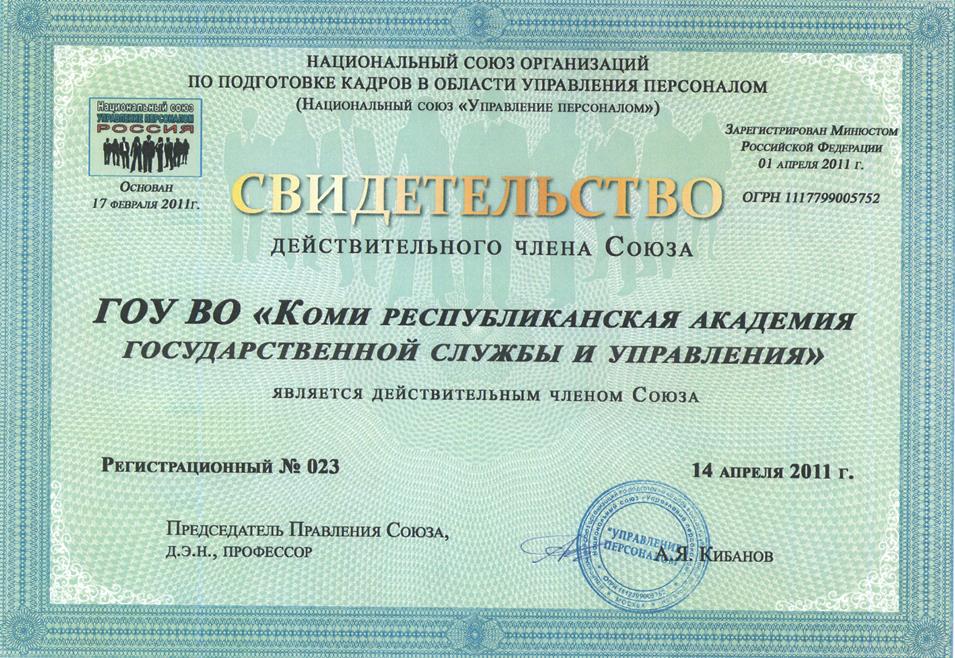 НАЦИОНАЛЬНЫЙ СОЮЗ ОРГАНИЗАЦИЙ
ПО ПОДГОТОВКЕ КАДРОВ В ОБЛАСТИ УПРАВЛЕНИЯ ПЕРСОНАЛОМ
(НАЦИОНАЛЬНЫЙ СОЮЗ «УПРАВЛЕНИЕ ПЕРСОНАЛОМ»)
Национальный союз
УПРАВЛЕНИЕ ПЕРСОНАЛОМ
РОССИЯ
ОСНОВАН
17 ФЕВРАЛЯ 2011г.
ЗАРЕГИСТРИРОВАН МИНЮСТОМ
РОССИЙСКОЙ ФЕДЕРАЦИИ
01 АПРЕЛЯ 2011 г.
ОГРН 1117799005752
СВИДЕТЕЛЬСТВО
ДЕЙСТВИТЕЛЬНОГО ЧЛЕНА СОЮЗА
ГОУ ВО «КОМИ РЕСПУБЛИКАНСКАЯ АКАДЕМИЯ
ГОСУДАРСТВЕННОЙ СЛУЖБЫ И УПРАВЛЕНИЯ»
ЯВЛЯЕТСЯ ДЕЙСТВИТЕЛЬНЫМ ЧЛЕНОМ СОЮЗА
РЕГИСТРАЦИОННЫЙ № 023
14 АПРЕЛЯ 2011 г.
ПРЕДСЕДАТЕЛЬ ПРАВЛЕНИЯ СОЮЗА,
Д.Э.Н., ПРОФЕССОР
А.Я. КИБАНОВ
"УПРАВЛЕНИЕ
ПЕРСОНАЛОМ"
ОГРН 1117799005752
МОСКВА